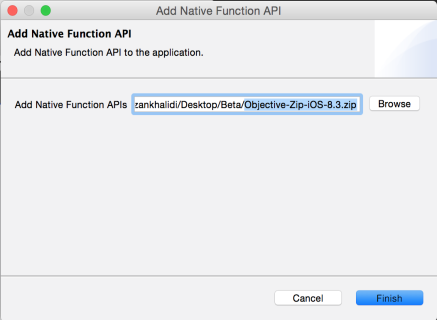 Add Native Function API
Add Native Function API
Add Native Function API to the application.
Add Native Function APIs zankhalidi/Desktop/Beta/Objective-Zip-iOS-8.3.zip Browse
Cancel Finish